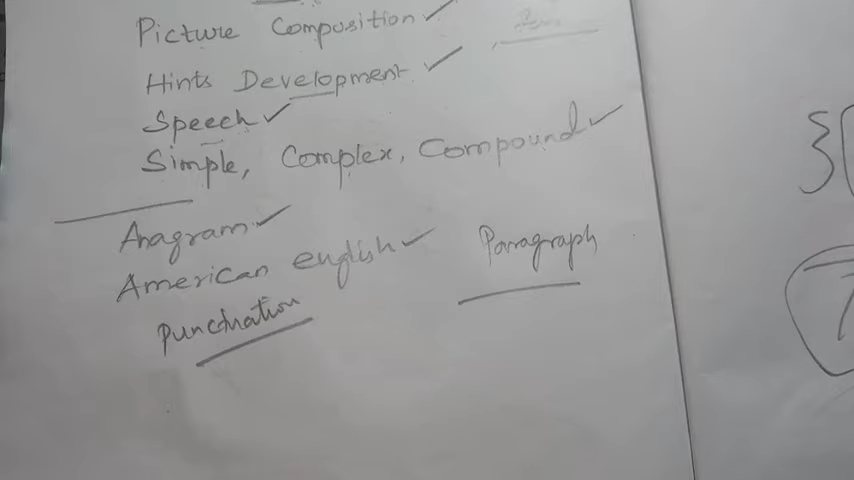 Picture Composition ✓
Hints Development ✓
Speech ✓
Simple, Complex, Compound ✓
Anagram ✓
American english ✓ Paragraph
Punctuation